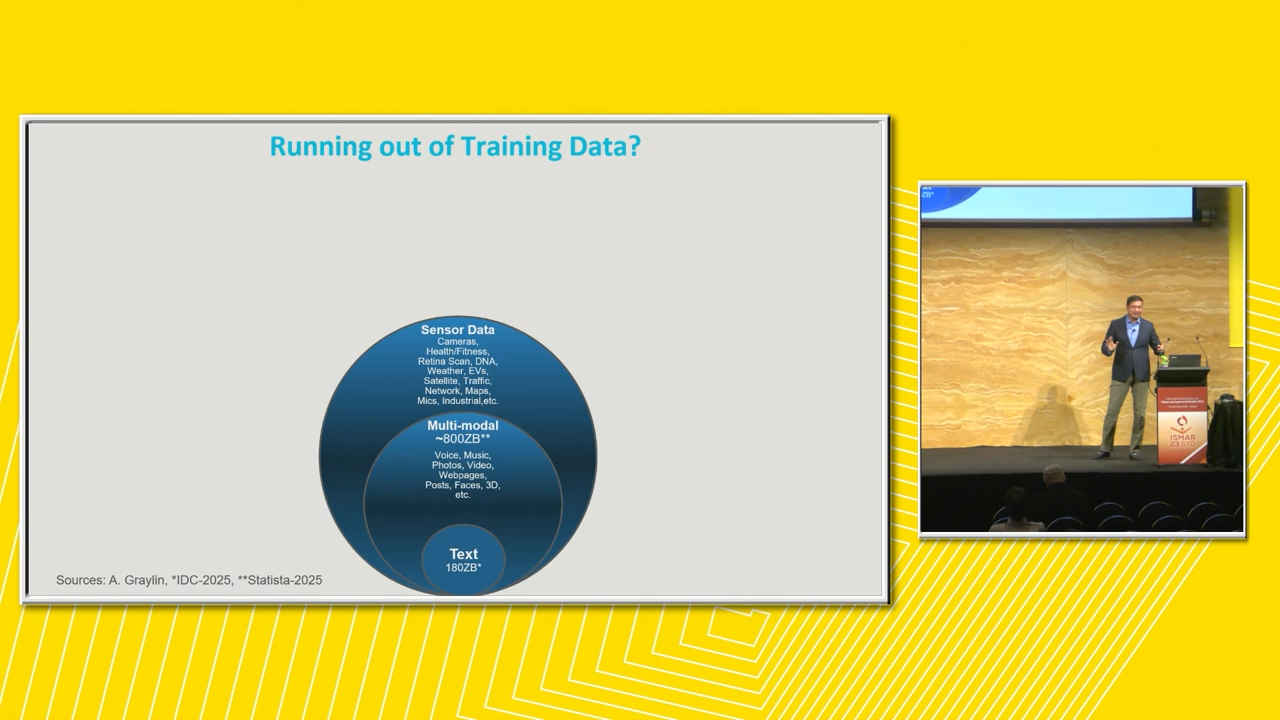 Running out of Training Data?
Sensor Data
Cameras,
Health/Fitness,
Retina Scan, DNA,
Weather, EVs,
Satellite, Traffic,
Network, Maps,
Mics, Industrial,etc.
Multi-modal
~800ZB**
Voice, Music,
Photos, Video,
Webpages,
Posts, Faces, 3D,
etc.
Text
180ZB*
Sources: A. Graylin, *IDC-2025, **Statista-2025
ISMAR
23 SYD